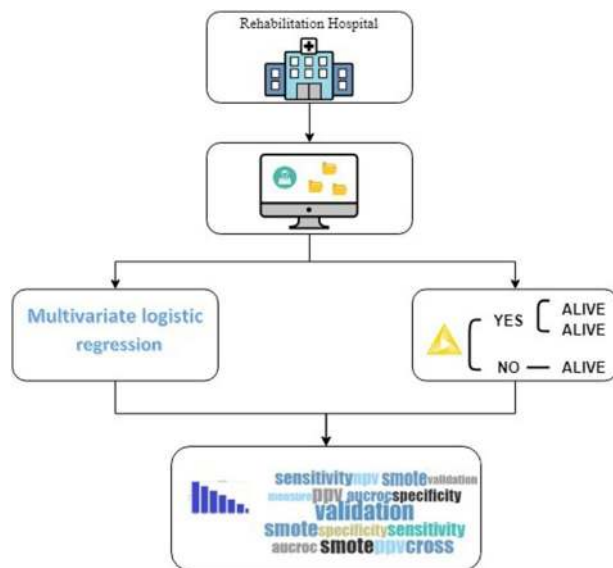 Rehabilitation Hospital
Multivariate logistic
regression
YES
ALIVE
ALIVE
NO
ALIVE
sensitivity npv smote validation
measure ppv aucroc specificity
validation
smote specificity sensitivity
aucroc smote ppv cross